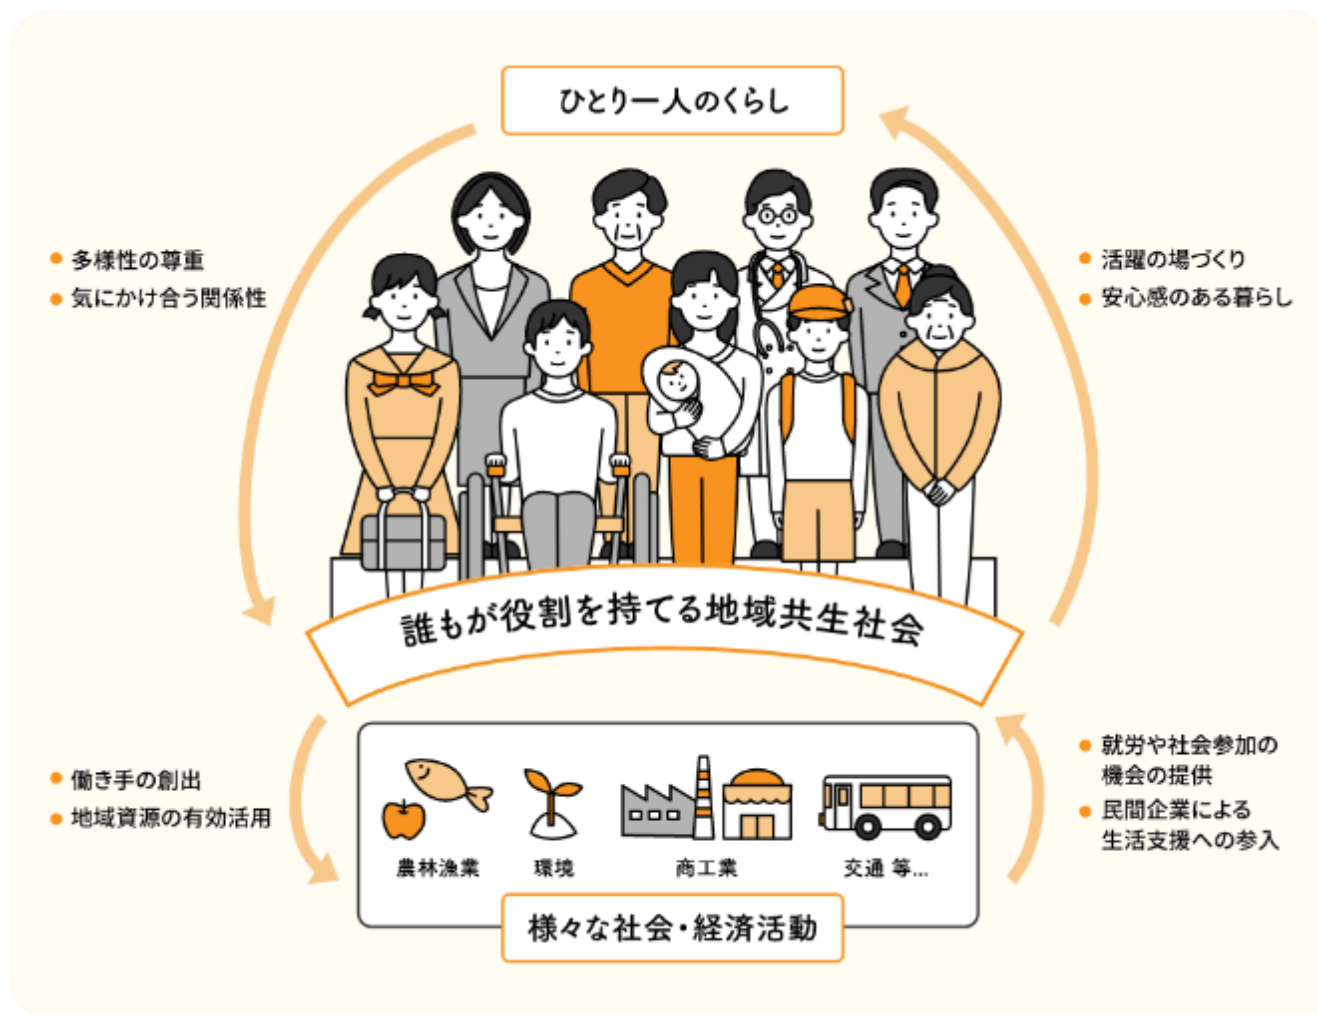 ひとり一人のくらし
多様性の尊重
気にかけ合う関係性
活躍の場づくり
安心感のある暮らし
誰もが役割を持てる地域共生社会
働き手の創出
地域資源の有効活用
就労や社会参加の
機会の提供
民間企業による
生活支援への参入
農林漁業
環境
商工業
交通 等...
様々な社会・経済活動